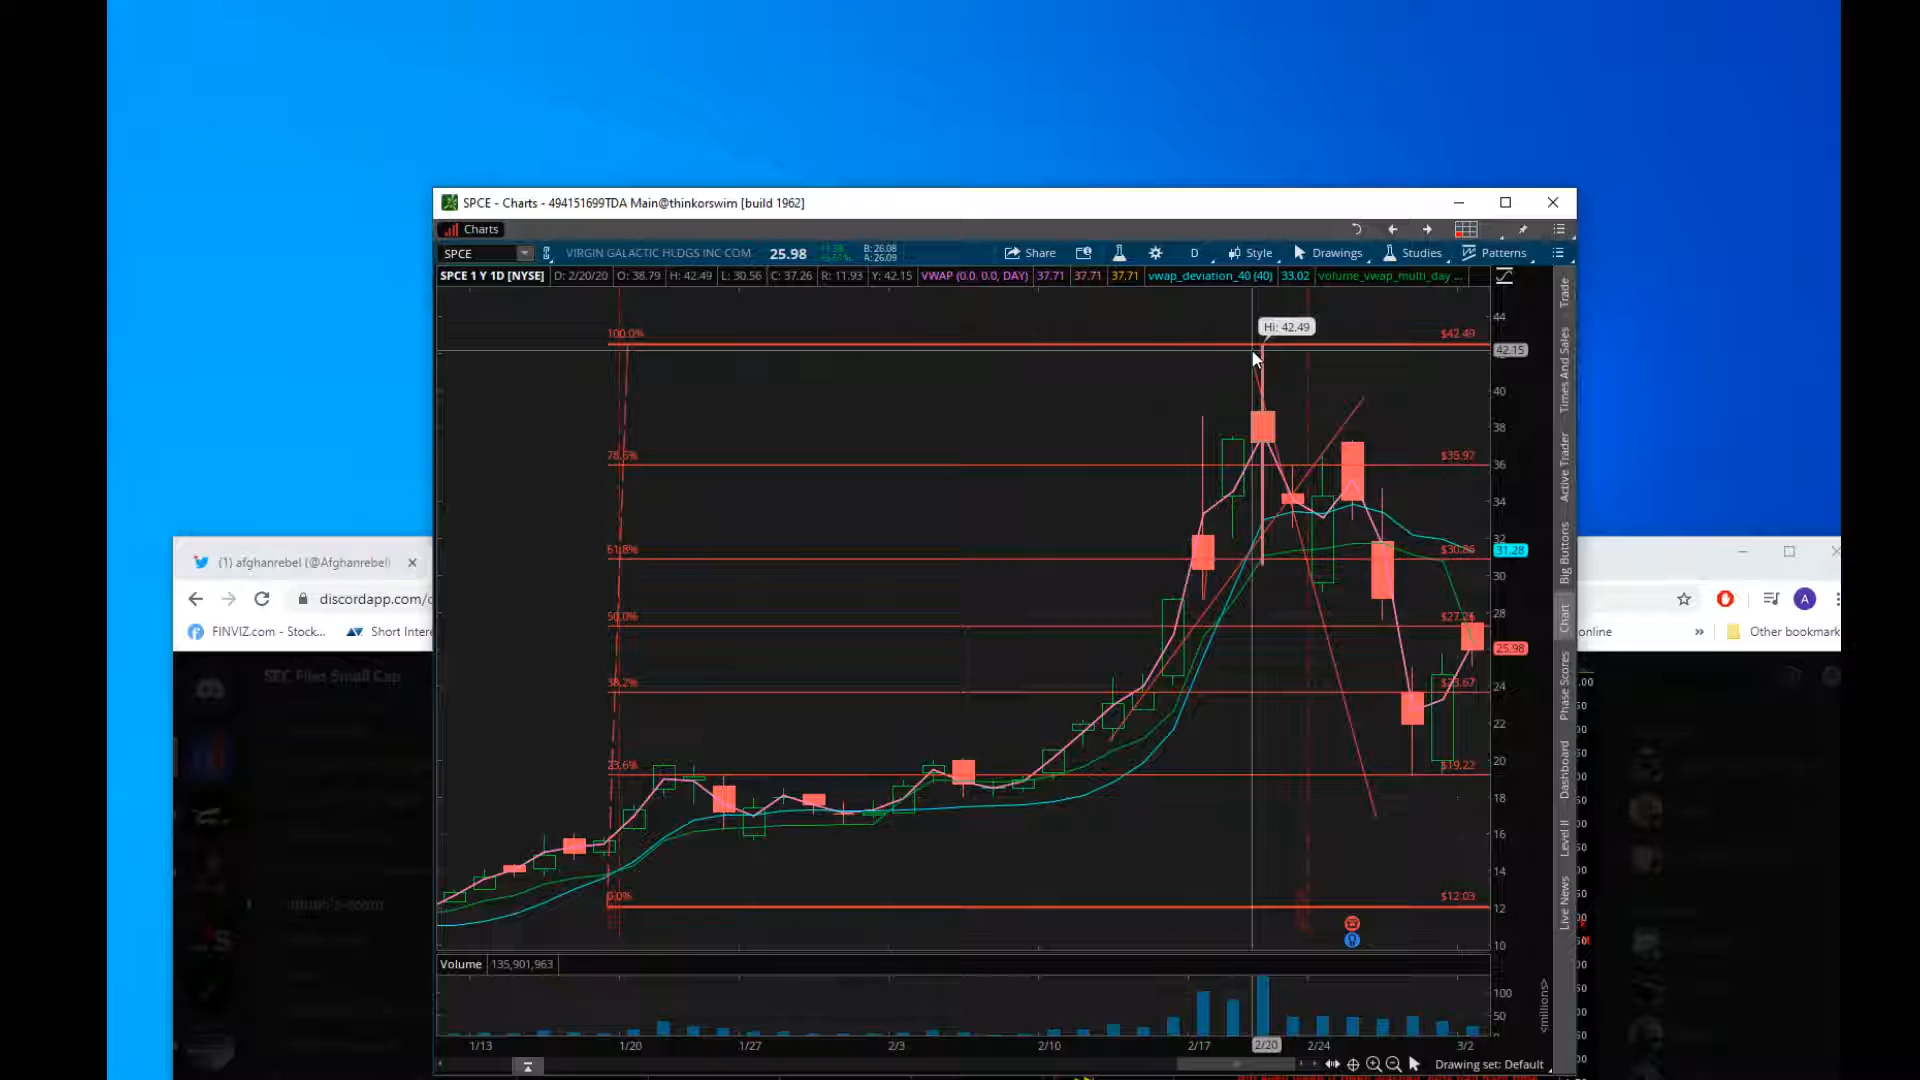 SPCE - Charts - 494151699TDA Main@thinkorswim [build 1962]
Charts
SPCE VIRGIN GALACTIC HLDGS INC COM 25.98 B: 26.08 A: 26.09 Share D Style Drawings Studies Patterns
SPCE 1 Y 1D [NYSE] D: 2/20/20 O: 38.79 H: 42.49 L: 30.56 C: 37.26 R: 11.93 Y: 42.15 VWAP (0.0, 0.0, DAY) 37.71 37.71 37.71 vwap_deviation_40 (40) 33.02 volume_vwap_multi_day ...
Hi: 42.49
100.0% $42.49
78.6% $35.97
61.8% $30.86
50.0%
38.2% $23.67
23.6% $19.22
0.0% $12.03
44
42.15
40
38
36
34
32
31.28
30
28
25.98
24
22
20
18
16
14
12
10
Trade
Times And Sales
Active Trader
Big Buttons
Chart
Phase Scores
Dashboard
Level II
Live News
Volume 135,901,963
100
50
<millions>
1/13 1/20 1/27 2/3 2/10 2/17 2/20 2/24 3/2
Drawing set: Default
(1) afghanrebel (@Afghanrebel)
discordapp.com/c
FINVIZ.com - Stock... Short Intere
SEC Files Small Cap
A
online » Other bookmark